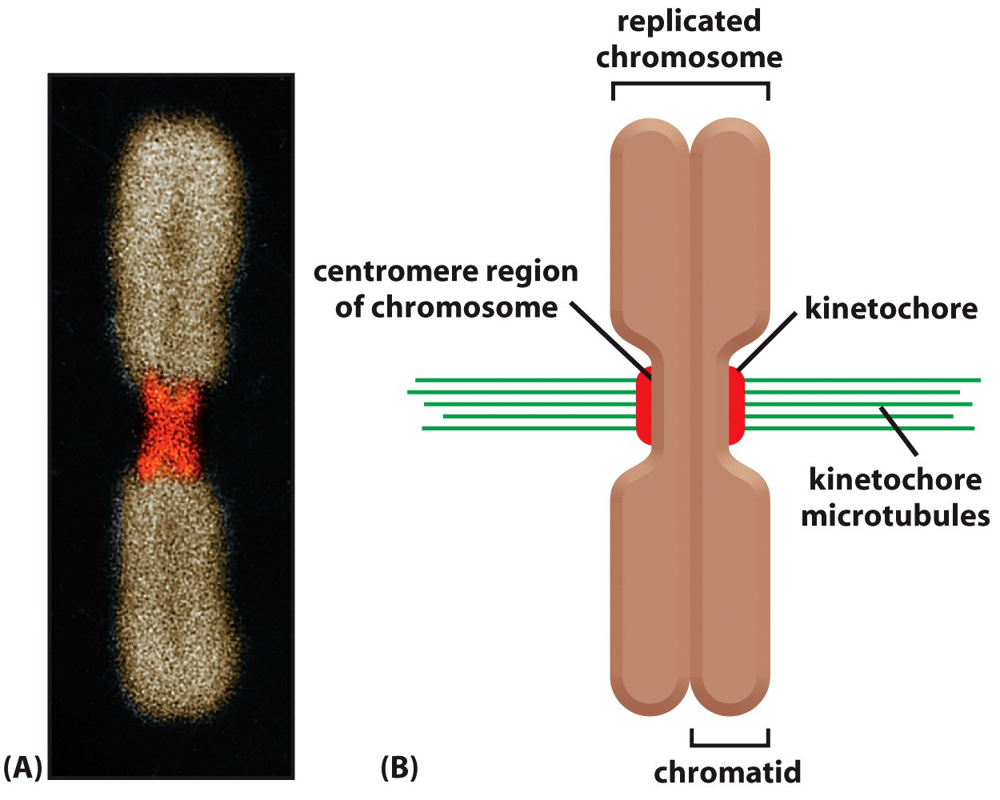 replicated
chromosome
centromere region
of chromosome
kinetochore
kinetochore
microtubules
(A)
(B)
chromatid